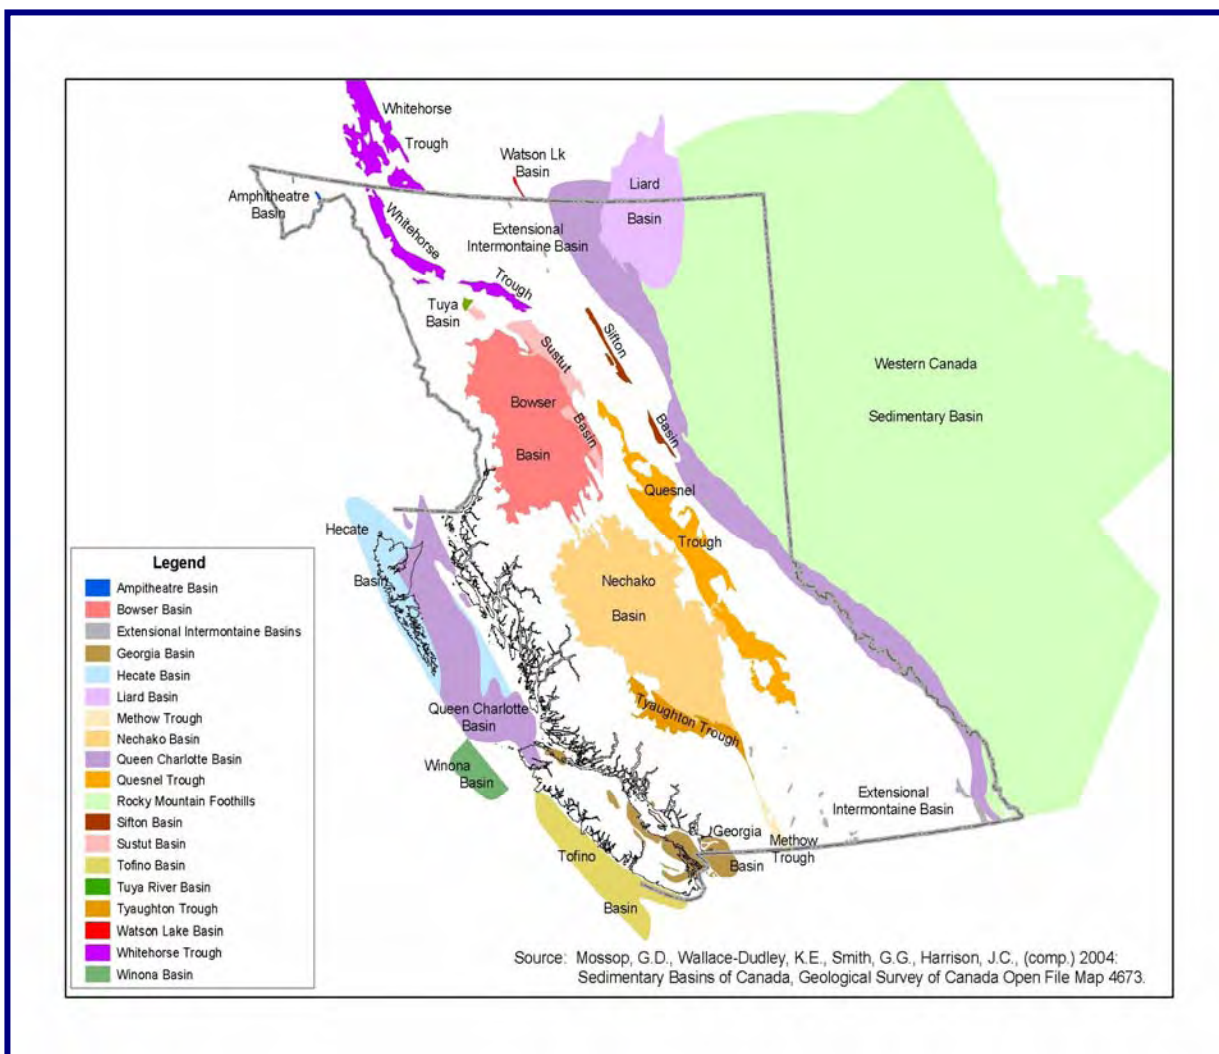 Whitehorse
Trough
Watson Lk
Basin
Liard
Basin
Amphitheatre
Basin
Whitehorse
Trough
Extensional
Intermontaine Basin
Tuya
Basin
Sifton
Basin
Sustut
Basin
Bowser
Basin
Western Canada
Sedimentary Basin
Quesnel
Trough
Hecate
Basin
Nechako
Basin
Queen Charlotte
Basin
Tyaughton Trough
Winona
Basin
Extensional
Intermontaine Basin
Georgia
Basin
Methow
Trough
Tofino
Basin
Legend
Ampitheatre Basin
Bowser Basin
Extensional Intermontaine Basins
Georgia Basin
Hecate Basin
Liard Basin
Methow Trough
Nechako Basin
Queen Charlotte Basin
Quesnel Trough
Rocky Mountain Foothills
Sifton Basin
Sustut Basin
Tofino Basin
Tuya River Basin
Tyaughton Trough
Watson Lake Basin
Whitehorse Trough
Winona Basin
Source: Mossop, G.D., Wallace-Dudley, K.E., Smith, G.G., Harrison, J.C., (comp.) 2004:
Sedimentary Basins of Canada, Geological Survey of Canada Open File Map 4673.